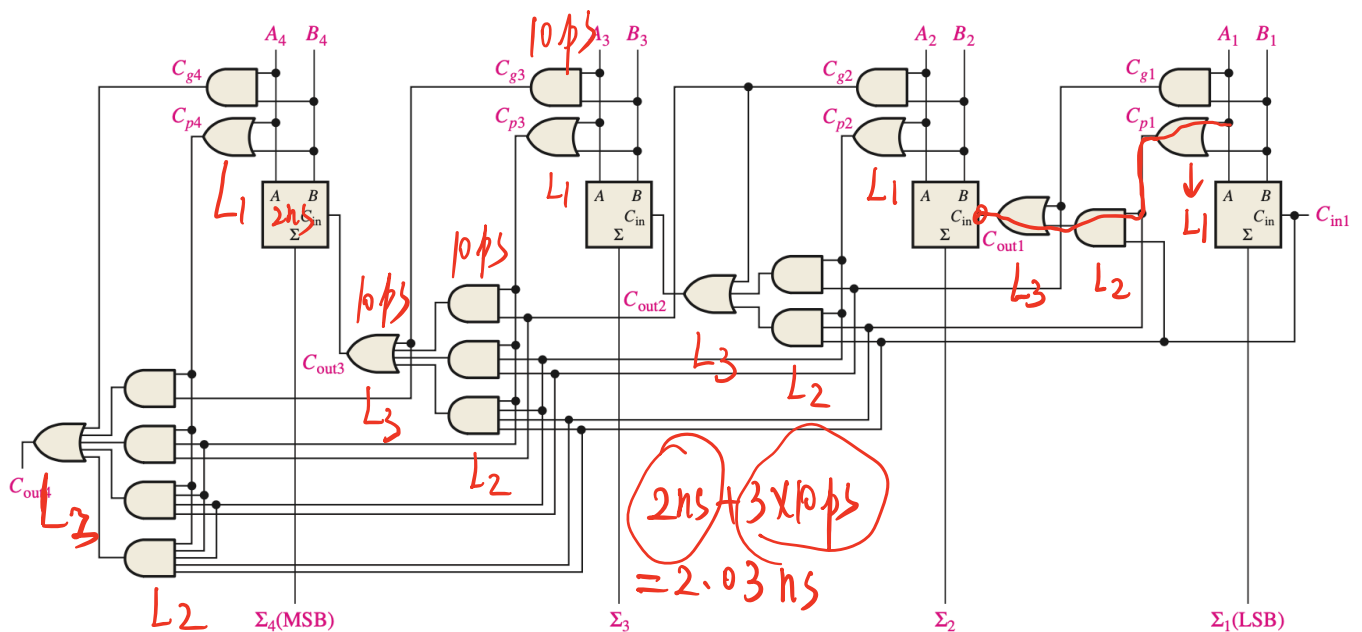 10ps
A4 B4 A3 B3 A2 B2 A1 B1
Cg4 Cg3 Cg2 Cg1
Cp4 Cp3 Cp2 Cp1
L1 L1 L1 ↓
L1
A B A B A B A B
2ns Cin Cin Cin Cin Cin1
Σ Σ Σ Σ
10ps
Cout1
L3 L2
10ps
Cout2
Cout3
L3
L2
L3
L2
Cout4
L3
2ns + 3×10ps
= 2.03 ns
L2
Σ4(MSB) Σ3 Σ2 Σ1(LSB)